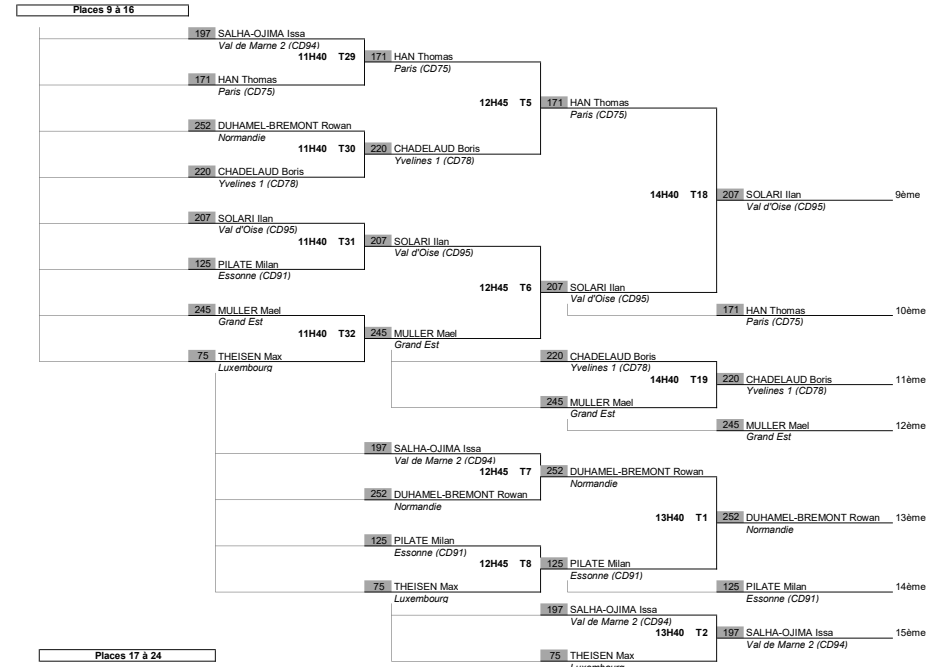 Places 9 à 16
197 SALHA-OJIMA Issa
Val de Marne 2 (CD94)
11H40 T29 171 HAN Thomas
Paris (CD75)
171 HAN Thomas
Paris (CD75)
12H45 T5 171 HAN Thomas
Paris (CD75)
252 DUHAMEL-BREMONT Rowan
Normandie
11H40 T30 220 CHADELAUD Boris
Yvelines 1 (CD78)
220 CHADELAUD Boris
Yvelines 1 (CD78)
14H40 T18 207 SOLARI Ilan 9ème
Val d'Oise (CD95)
207 SOLARI Ilan
Val d'Oise (CD95)
11H40 T31 207 SOLARI Ilan
Val d'Oise (CD95)
125 PILATE Milan
Essonne (CD91)
12H45 T6 207 SOLARI Ilan
Val d'Oise (CD95)
245 MULLER Mael
Grand Est
171 HAN Thomas 10ème
Paris (CD75)
11H40 T32 245 MULLER Mael
Grand Est
75 THEISEN Max
Luxembourg
220 CHADELAUD Boris
Yvelines 1 (CD78)
14H40 T19 220 CHADELAUD Boris 11ème
Yvelines 1 (CD78)
245 MULLER Mael
Grand Est
245 MULLER Mael 12ème
Grand Est
197 SALHA-OJIMA Issa
Val de Marne 2 (CD94)
12H45 T7 252 DUHAMEL-BREMONT Rowan
Normandie
252 DUHAMEL-BREMONT Rowan
Normandie
13H40 T1 252 DUHAMEL-BREMONT Rowan 13ème
Normandie
125 PILATE Milan
Essonne (CD91)
12H45 T8 125 PILATE Milan
Essonne (CD91)
75 THEISEN Max
Luxembourg
125 PILATE Milan 14ème
Essonne (CD91)
197 SALHA-OJIMA Issa
Val de Marne 2 (CD94)
13H40 T2 197 SALHA-OJIMA Issa 15ème
Val de Marne 2 (CD94)
Places 17 à 24
75 THEISEN Max
Luxembourg